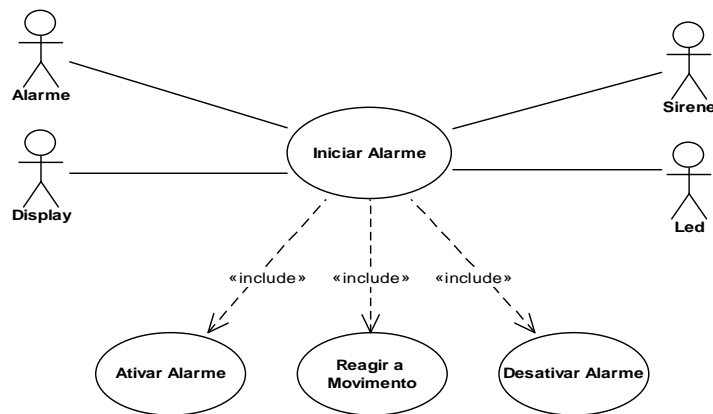 Alarme
Sirene
Iniciar Alarme
Display
Led
«include»
«include»
«include»
Ativar Alarme
Reagir a
Movimento
Desativar Alarme